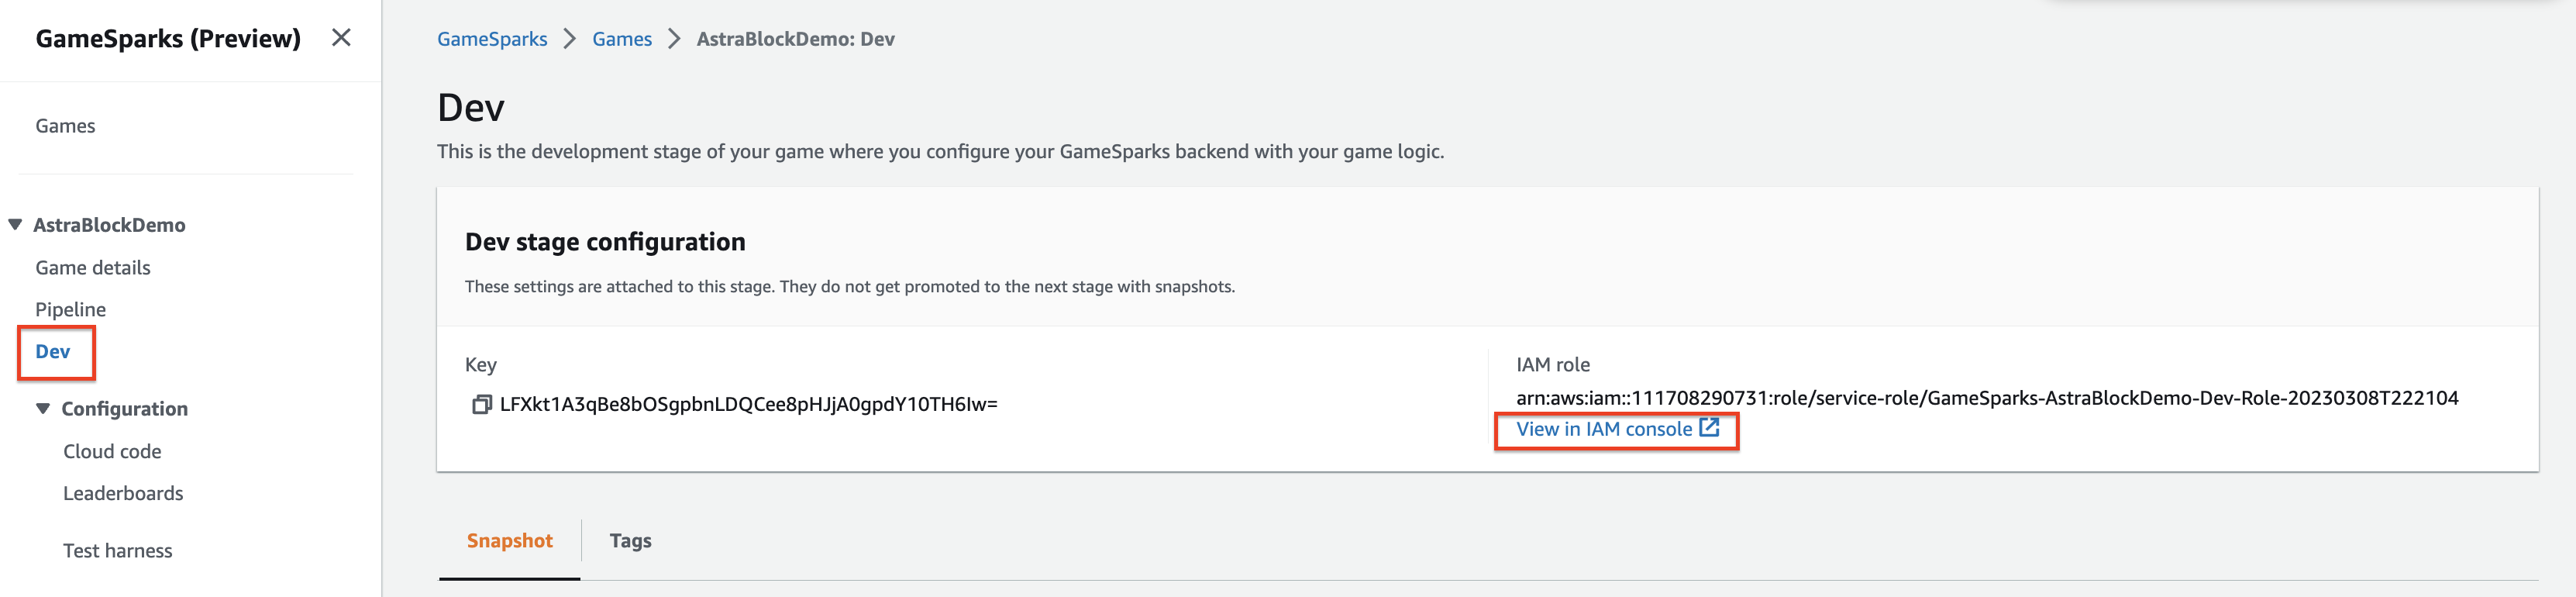 GameSparks (Preview)
Games
AstraBlockDemo
Game details
Pipeline
Dev
Configuration
Cloud code
Leaderboards
Test harness
GameSparks > Games > AstraBlockDemo: Dev
Dev
This is the development stage of your game where you configure your GameSparks backend with your game logic.
Dev stage configuration
These settings are attached to this stage. They do not get promoted to the next stage with snapshots.
Key
LFXkt1A3qBe8bOSgpbnLDQCee8pHJjA0gpdY10TH6Iw=
IAM role
arn:aws:iam::111708290731:role/service-role/GameSparks-AstraBlockDemo-Dev-Role-20230308T222104
View in IAM console
Snapshot
Tags